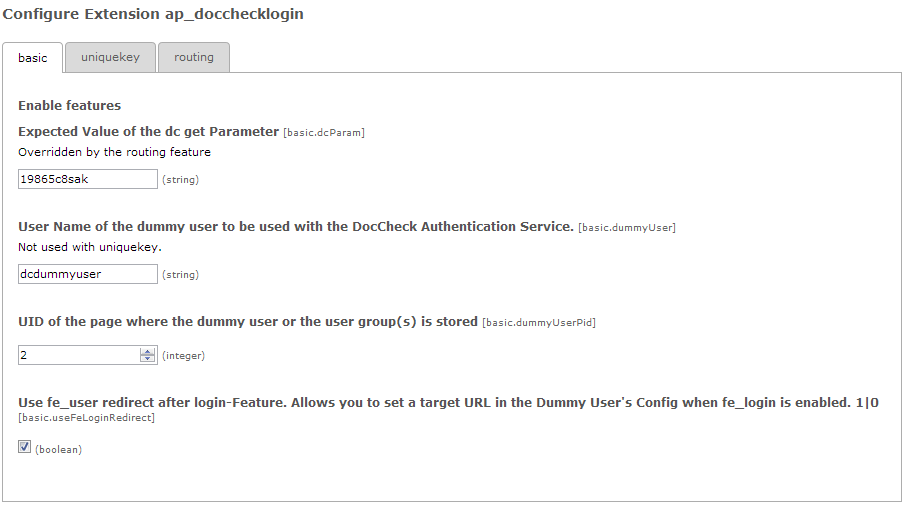 Configure Extension ap_docchecklogin
basic uniquekey routing
Enable features
Expected Value of the dc get Parameter [basic.dcParam]
Overridden by the routing feature
19865c8sak (string)
User Name of the dummy user to be used with the DocCheck Authentication Service. [basic.dummyUser]
Not used with uniquekey.
dcdummyuser (string)
UID of the page where the dummy user or the user group(s) is stored [basic.dummyUserPid]
2 (integer)
Use fe_user redirect after login-Feature. Allows you to set a target URL in the Dummy User's Config when fe_login is enabled. 1|0
[basic.useFeLoginRedirect]
(boolean)